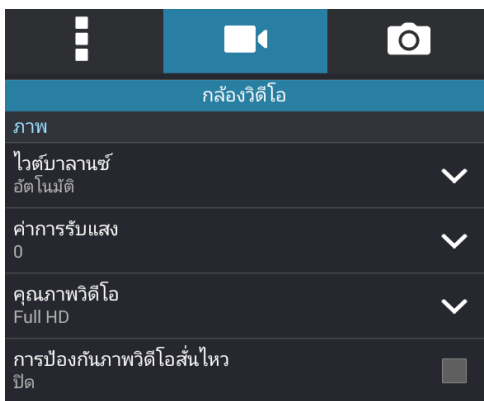 กล้องวิดีโอ
ภาพ
ไวต์บาลานซ์
อัตโนมัติ
ค่าการรับแสง
0
คุณภาพวิดีโอ
Full HD
การป้องกันภาพวิดีโอสั่นไหว
ปิด